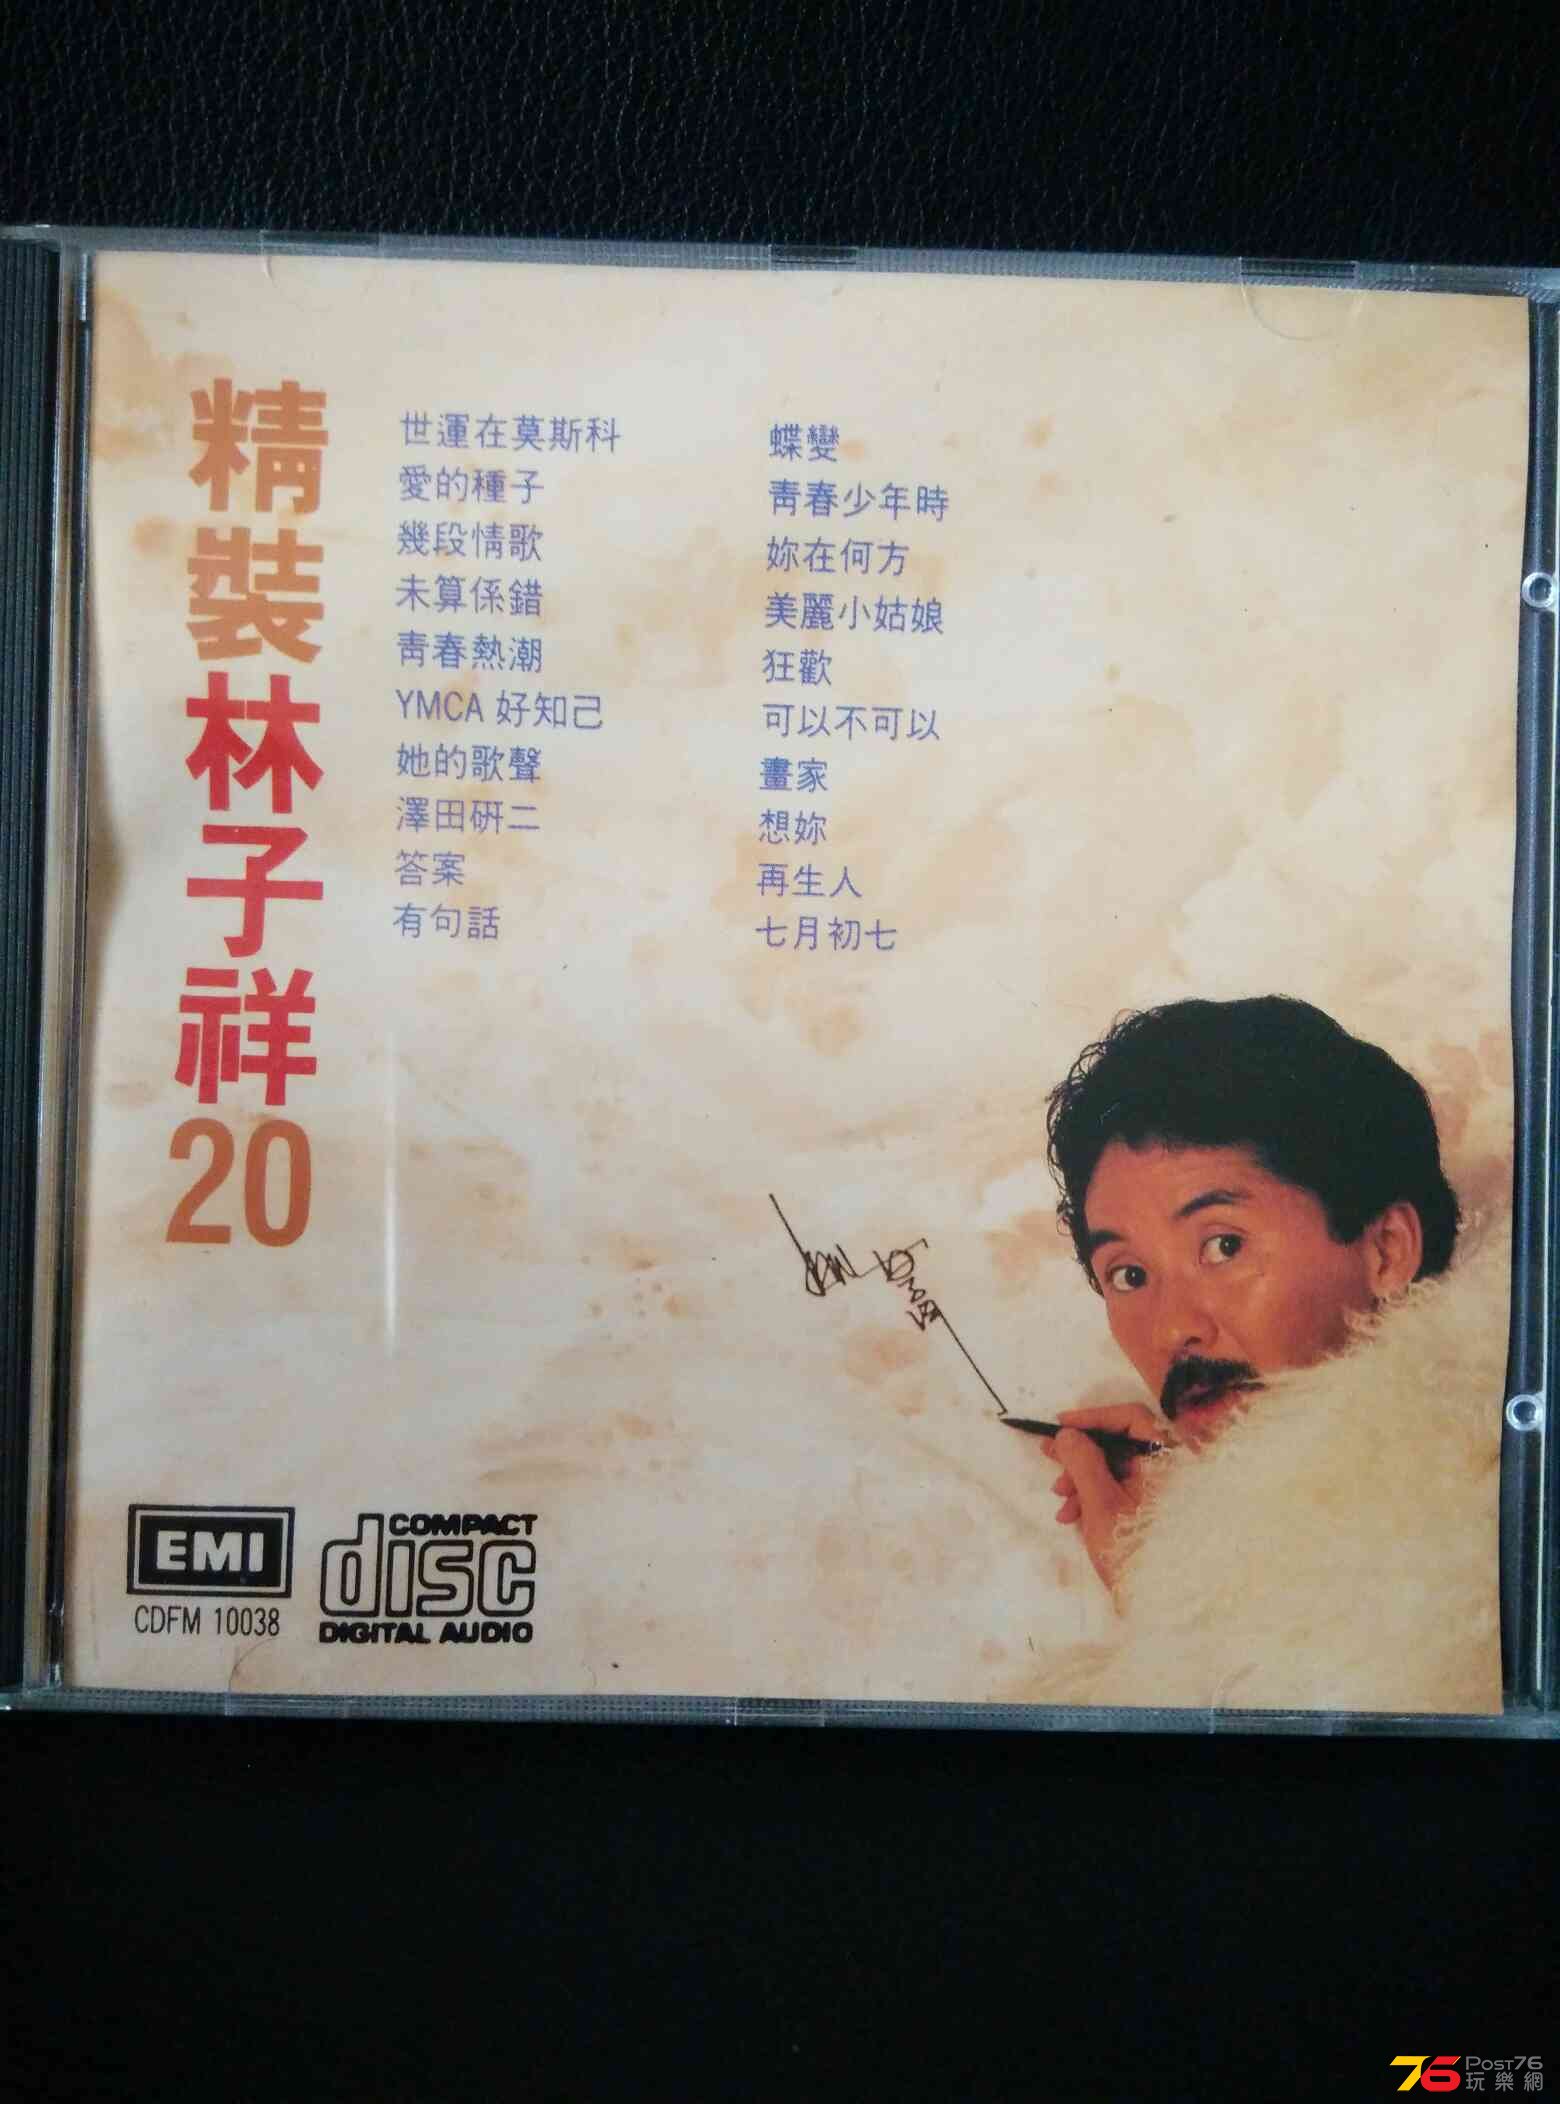 精裝林子祥20
世運在莫斯科
愛的種子
幾段情歌
未算係錯
青春熱潮
YMCA 好知己
她的歌聲
澤田研二
答案
有句話
蝶變
青春少年時
妳在何方
美麗小姑娘
狂歡
可以不可以
畫家
想妳
再生人
七月初七
EMI
CDFM 10038
COMPACT
disc
DIGITAL AUDIO
76 POST76
玩樂網